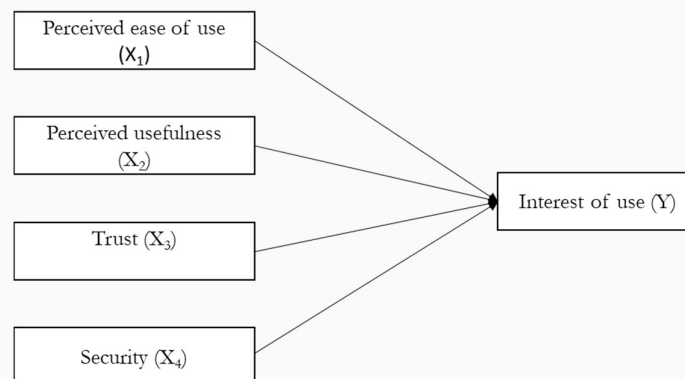 Perceived ease of use
(X₁)
Perceived usefulness
(X₂)
Trust (X₃)
Security (X₄)
Interest of use (Y)